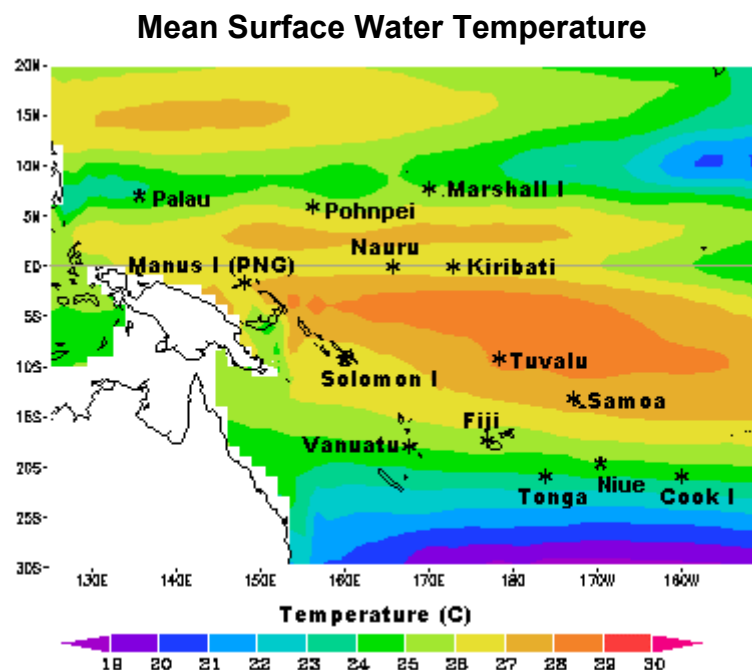 Mean Surface Water Temperature
20N
15N
10N
5N
EQ
5S
10S
15S
20S
25S
30S
Palau
Marshall I
Pohnpei
Nauru
Manus I (PNG)
Kiribati
Solomon I
Tuvalu
Samoa
Fiji
Vanuatu
Tonga
Niue
Cook I
130E 140E 150E 160E 170E 180 170W 160W
Temperature (C)
19 20 21 22 23 24 25 26 27 28 29 30